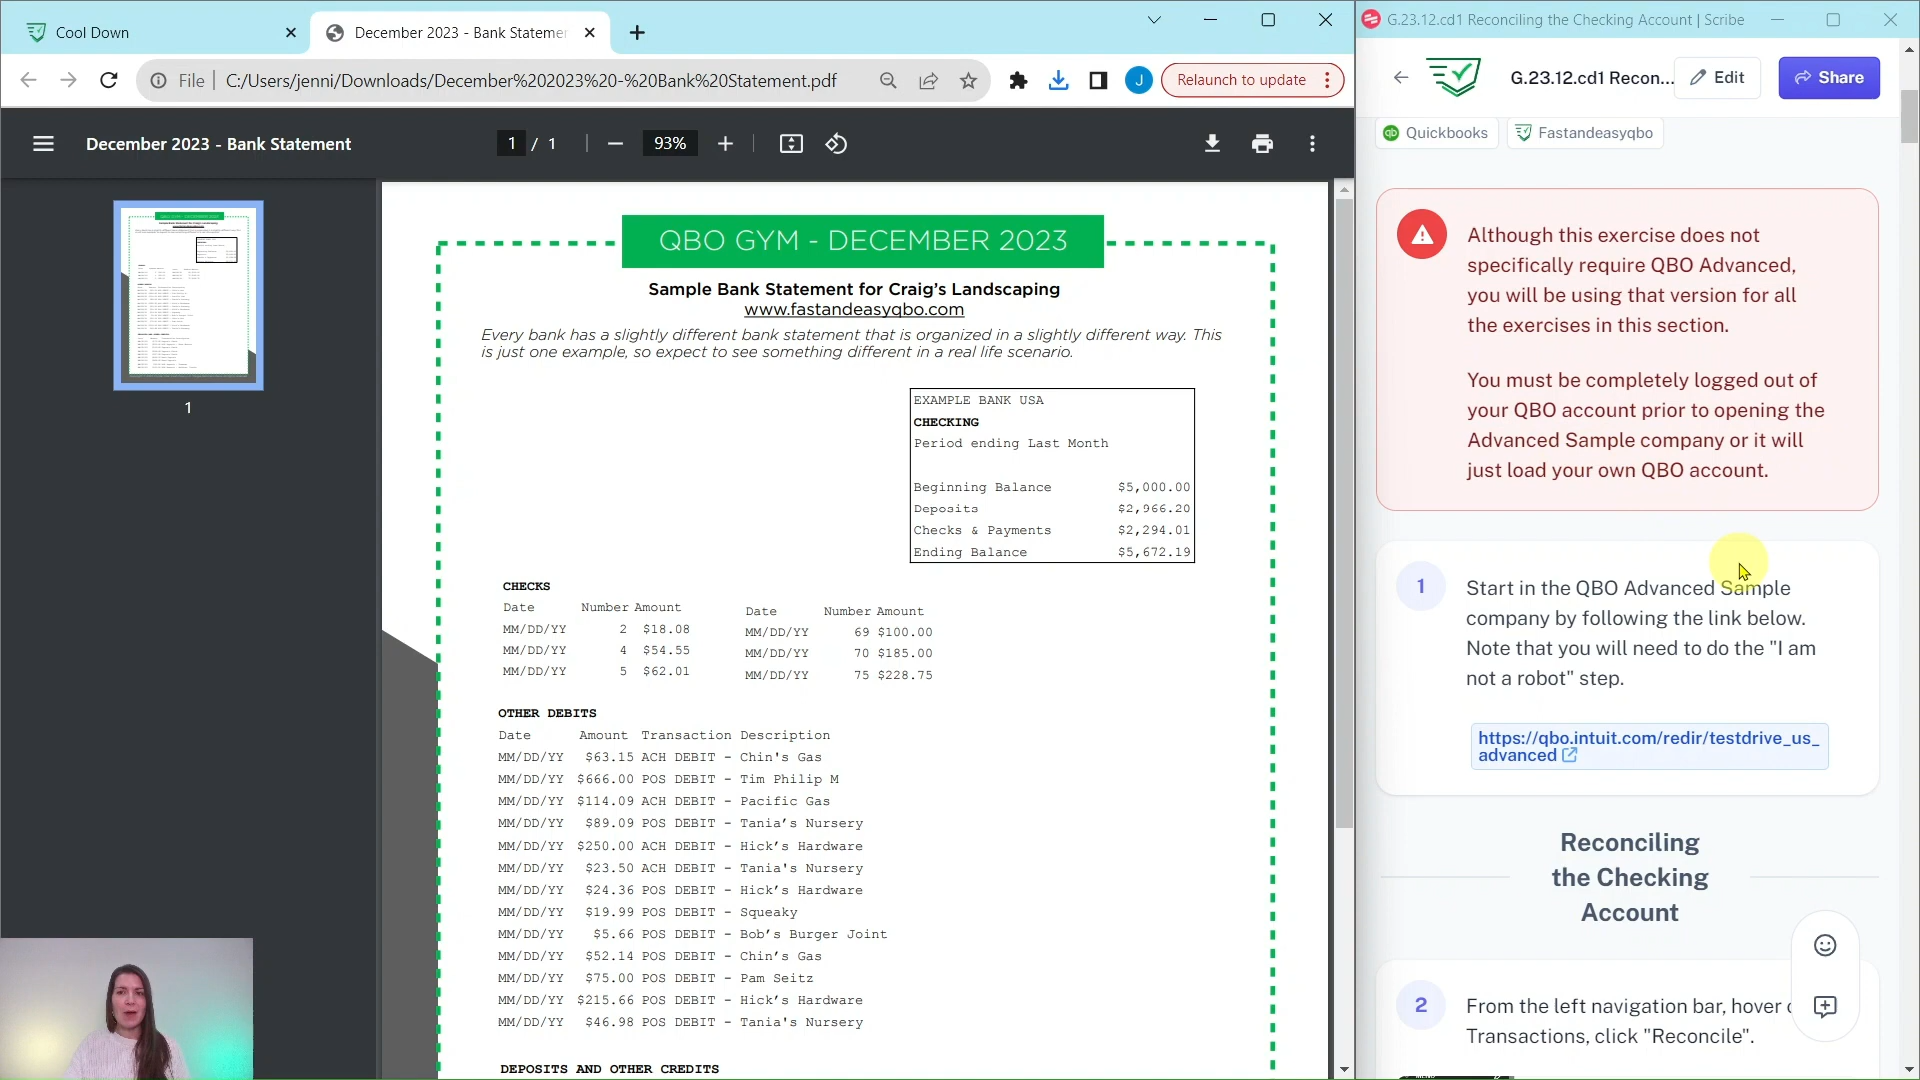 Cool Down
December 2023 - Bank Stateme
File
C:/Users/jenni/Downloads/December%202023%20-%20Bank%20Statement.pdf
J
Relaunch to update
December 2023 - Bank Statement
1 / 1
93%
1
QBO GYM - DECEMBER 2023
Sample Bank Statement for Craig's Landscaping
www.fastandeasyqbo.com
Every bank has a slightly different bank statement that is organized in a slightly different way. This
is just one example, so expect to see something different in a real life scenario.
EXAMPLE BANK USA
CHECKING
Period ending Last Month
Beginning Balance $5,000.00
Deposits $2,966.20
Checks & Payments $2,294.01
Ending Balance $5,672.19
CHECKS
Date Number Amount
MM/DD/YY 2 $18.08
MM/DD/YY 4 $54.55
MM/DD/YY 5 $62.01
Date Number Amount
MM/DD/YY 69 $100.00
MM/DD/YY 70 $185.00
MM/DD/YY 75 $228.75
OTHER DEBITS
Date Amount Transaction Description
MM/DD/YY $63.15 ACH DEBIT - Chin's Gas
MM/DD/YY $666.00 POS DEBIT - Tim Philip M
MM/DD/YY $114.09 ACH DEBIT - Pacific Gas
MM/DD/YY $89.09 POS DEBIT - Tania's Nursery
MM/DD/YY $250.00 ACH DEBIT - Hick's Hardware
MM/DD/YY $23.50 ACH DEBIT - Tania's Nursery
MM/DD/YY $24.36 POS DEBIT - Hick's Hardware
MM/DD/YY $19.99 POS DEBIT - Squeaky
MM/DD/YY $5.66 POS DEBIT - Bob's Burger Joint
MM/DD/YY $52.14 POS DEBIT - Chin's Gas
MM/DD/YY $75.00 POS DEBIT - Pam Seitz
MM/DD/YY $215.66 POS DEBIT - Hick's Hardware
MM/DD/YY $46.98 POS DEBIT - Tania's Nursery
DEPOSITS AND OTHER CREDITS
G.23.12.cd1 Reconciling the Checking Account | Scribe
G.23.12.cd1 Recon...
Edit
Share
qb Quickbooks
Fastandeasyqbo
Although this exercise does not
specifically require QBO Advanced,
you will be using that version for all
the exercises in this section.
You must be completely logged out of
your QBO account prior to opening the
Advanced Sample company or it will
just load your own QBO account.
1
Start in the QBO Advanced Sample
company by following the link below.
Note that you will need to do the "I am
not a robot" step.
https://qbo.intuit.com/redir/testdrive_us_
advanced
Reconciling
the Checking
Account
2
From the left navigation bar, hover
Transactions, click "Reconcile".